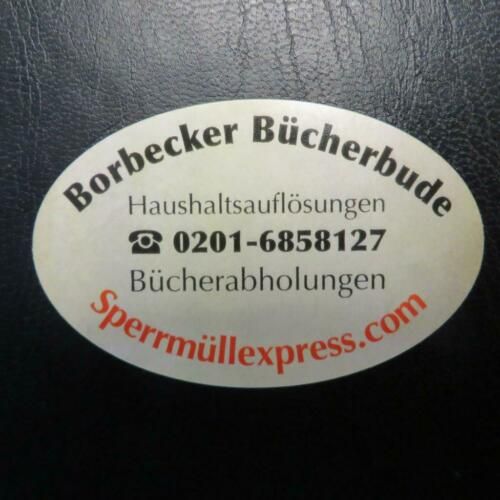 Borbecker Bücherbude
Haushaltsauflösungen
☎ 0201-6858127
Bücherabholungen
Sperrmüllexpress.com